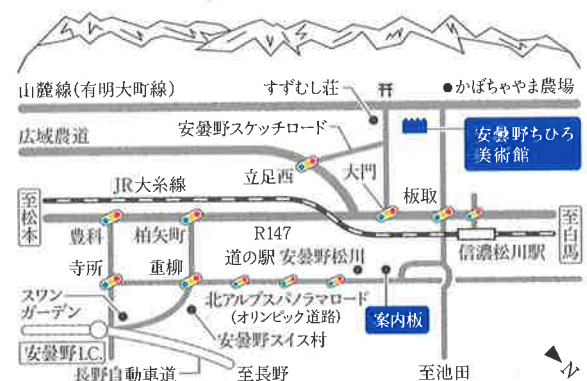 山麓線(有明大町線)
すずむし荘
かぼちゃやま農場
安曇野スケッチロード
安曇野ちひろ
美術館
広域農道
立足西
大門
板取
JR大糸線
至松本
至白馬
豊科
柏矢町
R147
信濃松川駅
道の駅 安曇野松川
寺所
重柳
スワン
ガーデン
北アルプスパノラマロード
(オリンピック道路)
案内板
安曇野スイス村
安曇野I.C.
長野自動車道
至長野
至池田
N